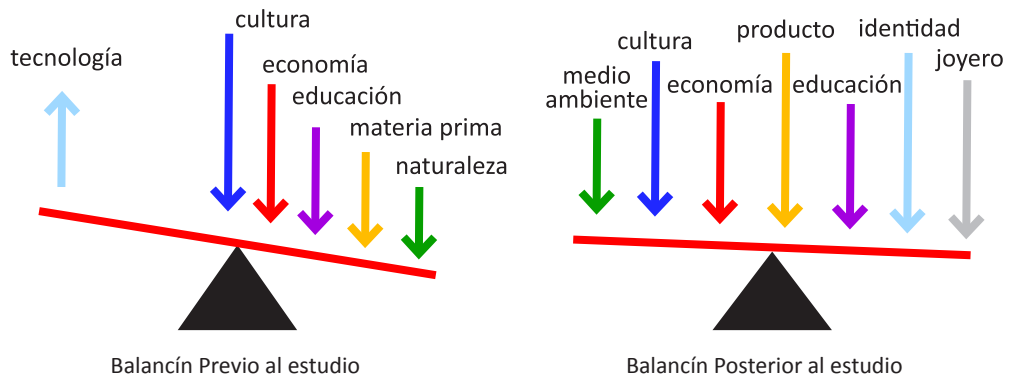 tecnología
cultura
economía
educación
materia prima
naturaleza
Balancín Previo al estudio
medio
ambiente
cultura
economía
producto
educación
identidad
joyero
Balancín Posterior al estudio